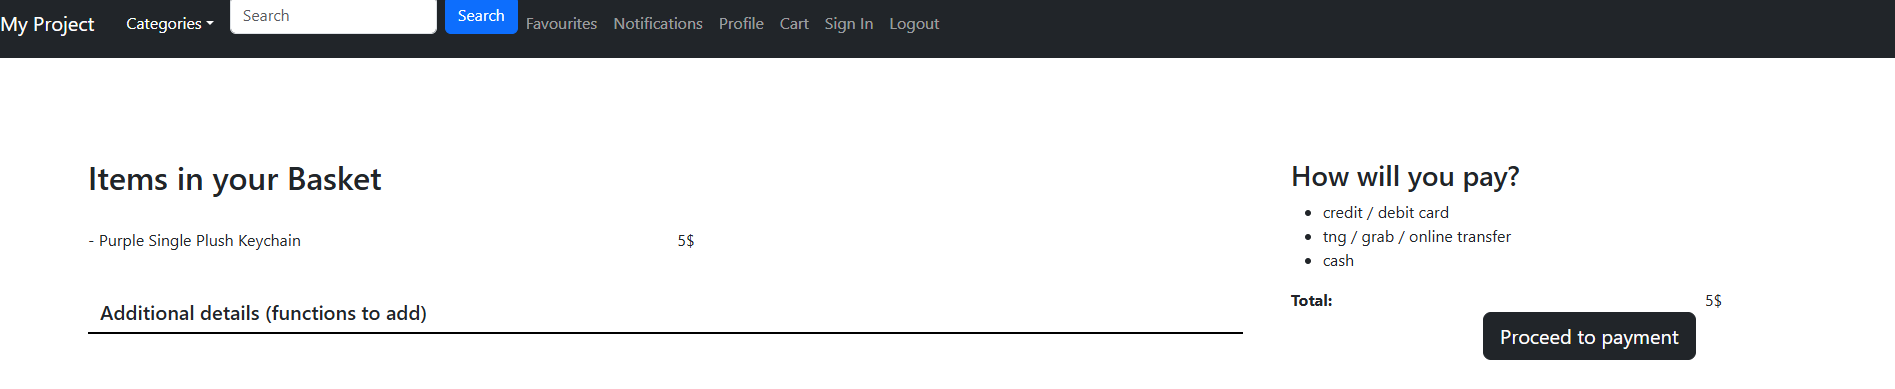 My Project Categories Search Search Favourites Notifications Profile Cart Sign In Logout
Items in your Basket
- Purple Single Plush Keychain 5$
Additional details (functions to add)
How will you pay?
• credit / debit card
• tng / grab / online transfer
• cash
Total: 5$
Proceed to payment